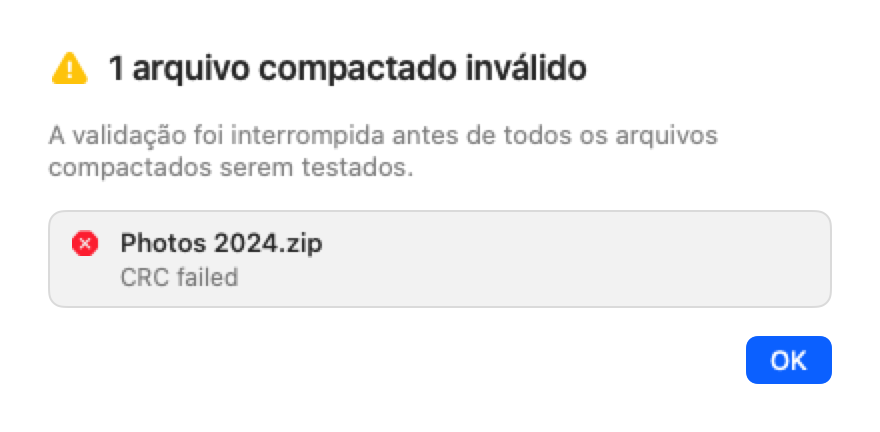 1 arquivo compactado inválido
A validação foi interrompida antes de todos os arquivos
compactados serem testados.
Photos 2024.zip
CRC failed
OK